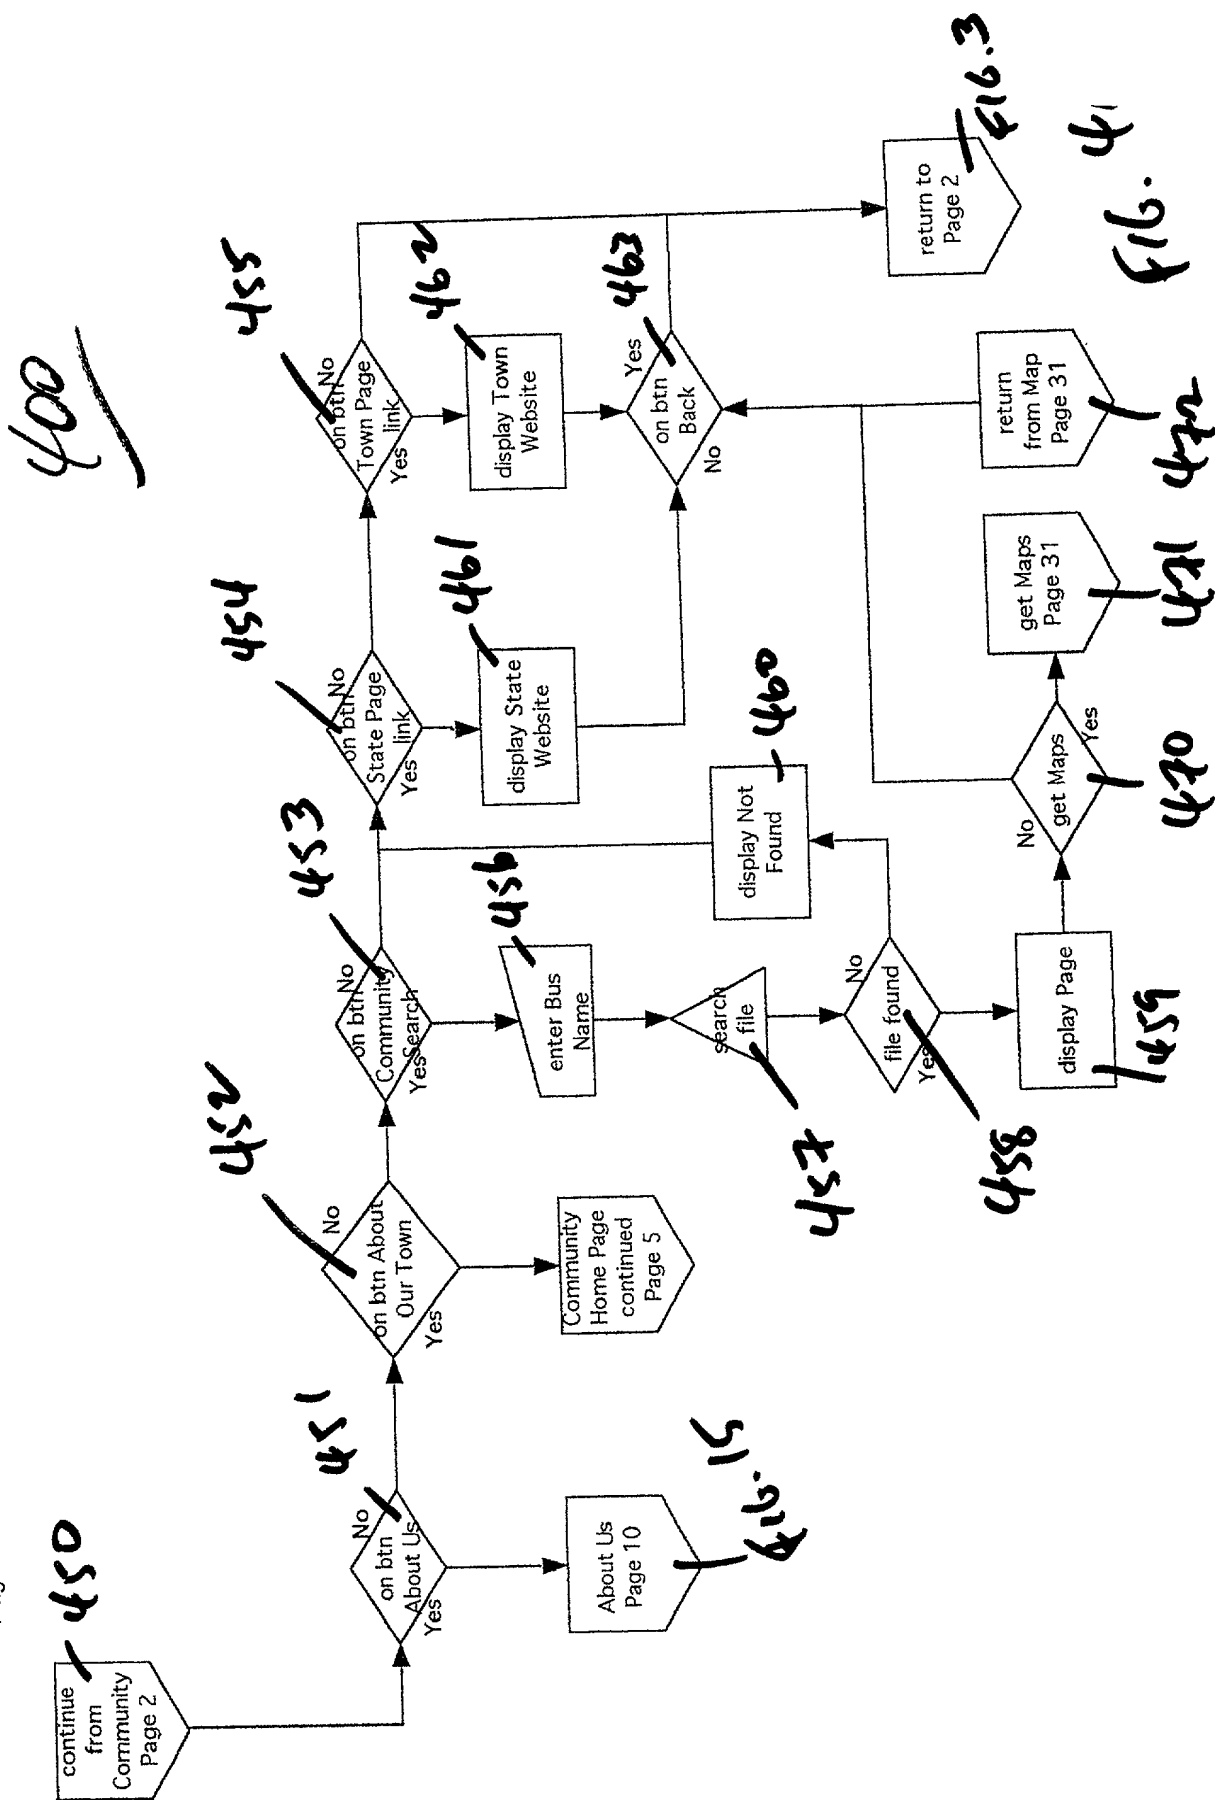 400
continue
from
Community
Page 2
450
on btn
About Us
No
Yes
451
About Us
Page 10
FIG. 15
on btn About
Our Town
No
Yes
452
Community
Home Page
continued
Page 5
on btn
Community
Search
No
Yes
453
enter Bus
Name
456
search
file
457
file found
No
Yes
458
display Page
459
display Not
Found
460
on btn
State Page
link
No
Yes
454
display State
Website
461
on btn
Town Page
link
No
Yes
455
display Town
Website
462
on btn
Back
Yes
No
463
get Maps
No
Yes
470
get Maps
Page 31
471
return
from Map
Page 31
472
return to
Page 2
FIG. 3
FIG. 4